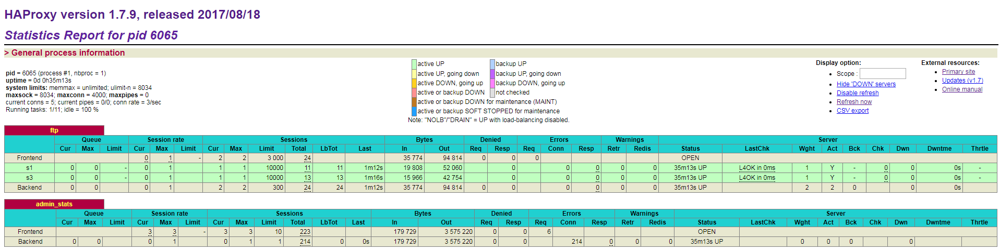 HAProxy version 1.7.9, released 2017/08/18
Statistics Report for pid 6065
> General process information
pid = 6065 (process #1, nbproc = 1)
uptime = 0d 0h35m13s
system limits: memmax = unlimited; ulimit-n = 8034
maxsock = 8034; maxconn = 4000; maxpipes = 0
current conns = 5; current pipes = 0/0; conn rate = 3/sec
Running tasks: 1/11; idle = 100 %
active UP backup UP
active UP, going down backup UP, going down
active DOWN, going up backup DOWN, going up
active or backup DOWN not checked
active or backup DOWN for maintenance (MAINT)
active or backup SOFT STOPPED for maintenance
Note: "NOLB"/"DRAIN" = UP with load-balancing disabled.
Display option:
Scope :
Hide 'DOWN' servers
Disable refresh
Refresh now
CSV export
External resources:
Primary site
Updates (v1.7)
Online manual
ftp
Queue Session rate Sessions Bytes Denied Errors Warnings Server
Cur Max Limit Cur Max Limit Cur Max Limit Total LbTot Last In Out Req Resp Req Conn Resp Retr Redis Status LastChk Wght Act Bck Chk Dwn Dwntme Thrtle
Frontend 0 1 - 2 2 3 000 24 35 774 94 814 0 0 0 OPEN
s1 0 0 - 0 1 1 1 10000 11 11 1m12s 19 808 52 060 0 0 0 0 0 35m13s UP L4OK in 0ms 1 Y - 0 0 0s -
s3 0 0 - 0 1 1 1 10000 13 13 1m16s 15 966 42 754 0 0 0 0 0 35m13s UP L4OK in 0ms 1 Y - 0 0 0s -
Backend 0 0 0 1 2 2 300 24 24 1m12s 35 774 94 814 0 0 0 0 0 0 35m13s UP 2 2 0 0 0s
admin_stats
Queue Session rate Sessions Bytes Denied Errors Warnings Server
Cur Max Limit Cur Max Limit Cur Max Limit Total LbTot Last In Out Req Resp Req Conn Resp Retr Redis Status LastChk Wght Act Bck Chk Dwn Dwntme Thrtle
Frontend 3 3 - 3 3 10 223 179 729 3 575 220 0 0 6 OPEN
Backend 0 0 0 1 0 1 1 214 0 0s 179 729 3 575 220 0 0 214 0 0 0 35m13s UP 0 0 0 0